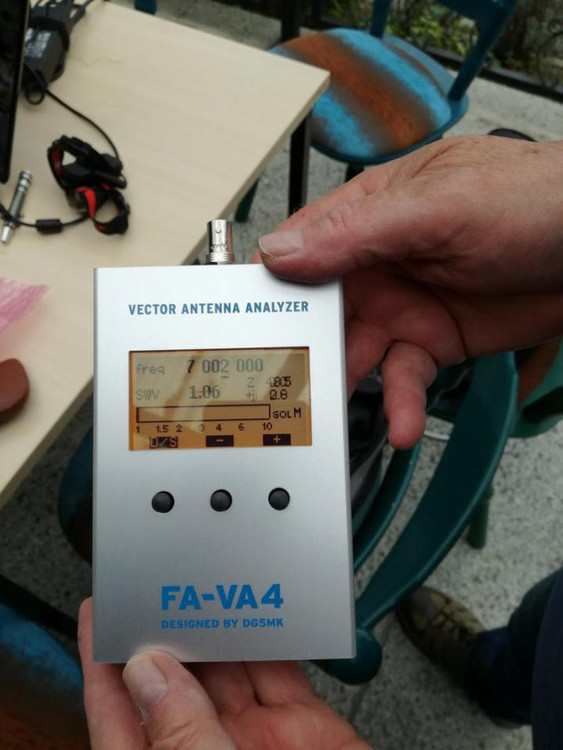 VECTOR ANTENNA ANALYZER
freq 7 002 000
SWV 1.06 Z
+j
SOL M
1 1.5 2 3 4 6 10
- +
FA-VA4
DESIGNED BY DG5MK